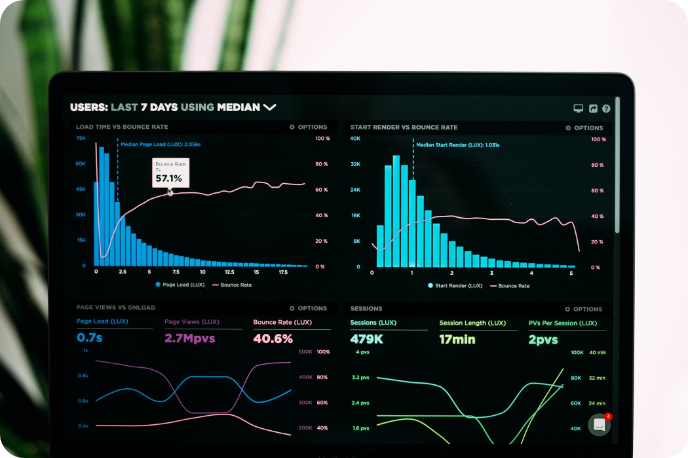 USERS: LAST 7 DAYS USING MEDIAN
LOAD TIME VS BOUNCE RATE
OPTIONS
75K
60K
45K
30K
15K
0
Median Page Load (LUX): 2.056s
Bounce Rate
7s
57.1%
100 %
80 %
60 %
40 %
20 %
0 %
0 2.5 5 7.5 10 12.5 15 17.5
Page Load (LUX) Bounce Rate
START RENDER VS BOUNCE RATE
OPTIONS
40K
32K
24K
16K
8K
0
Median Start Render (LUX): 1.031s
100 %
80 %
60 %
40 %
20 %
0 %
0 1 2 3 4 5
Start Render (LUX) Bounce Rate
PAGE VIEWS VS ONLOAD
OPTIONS
Page Load (LUX) Page Views (LUX) Bounce Rate (LUX)
0.7s 2.7Mpvs 40.6%
1s
0.8s
0.6s
0.4s
500K 100%
400K 80%
300K 60%
200K 40%
SESSIONS
OPTIONS
Sessions (LUX) Session Length (LUX) PVs Per Session (LUX)
479K 17min 2pvs
4 pvs
3.2 pvs
2.4 pvs
1.6 pvs
100K 40 min
80K 32 min
60K 24 min
40K